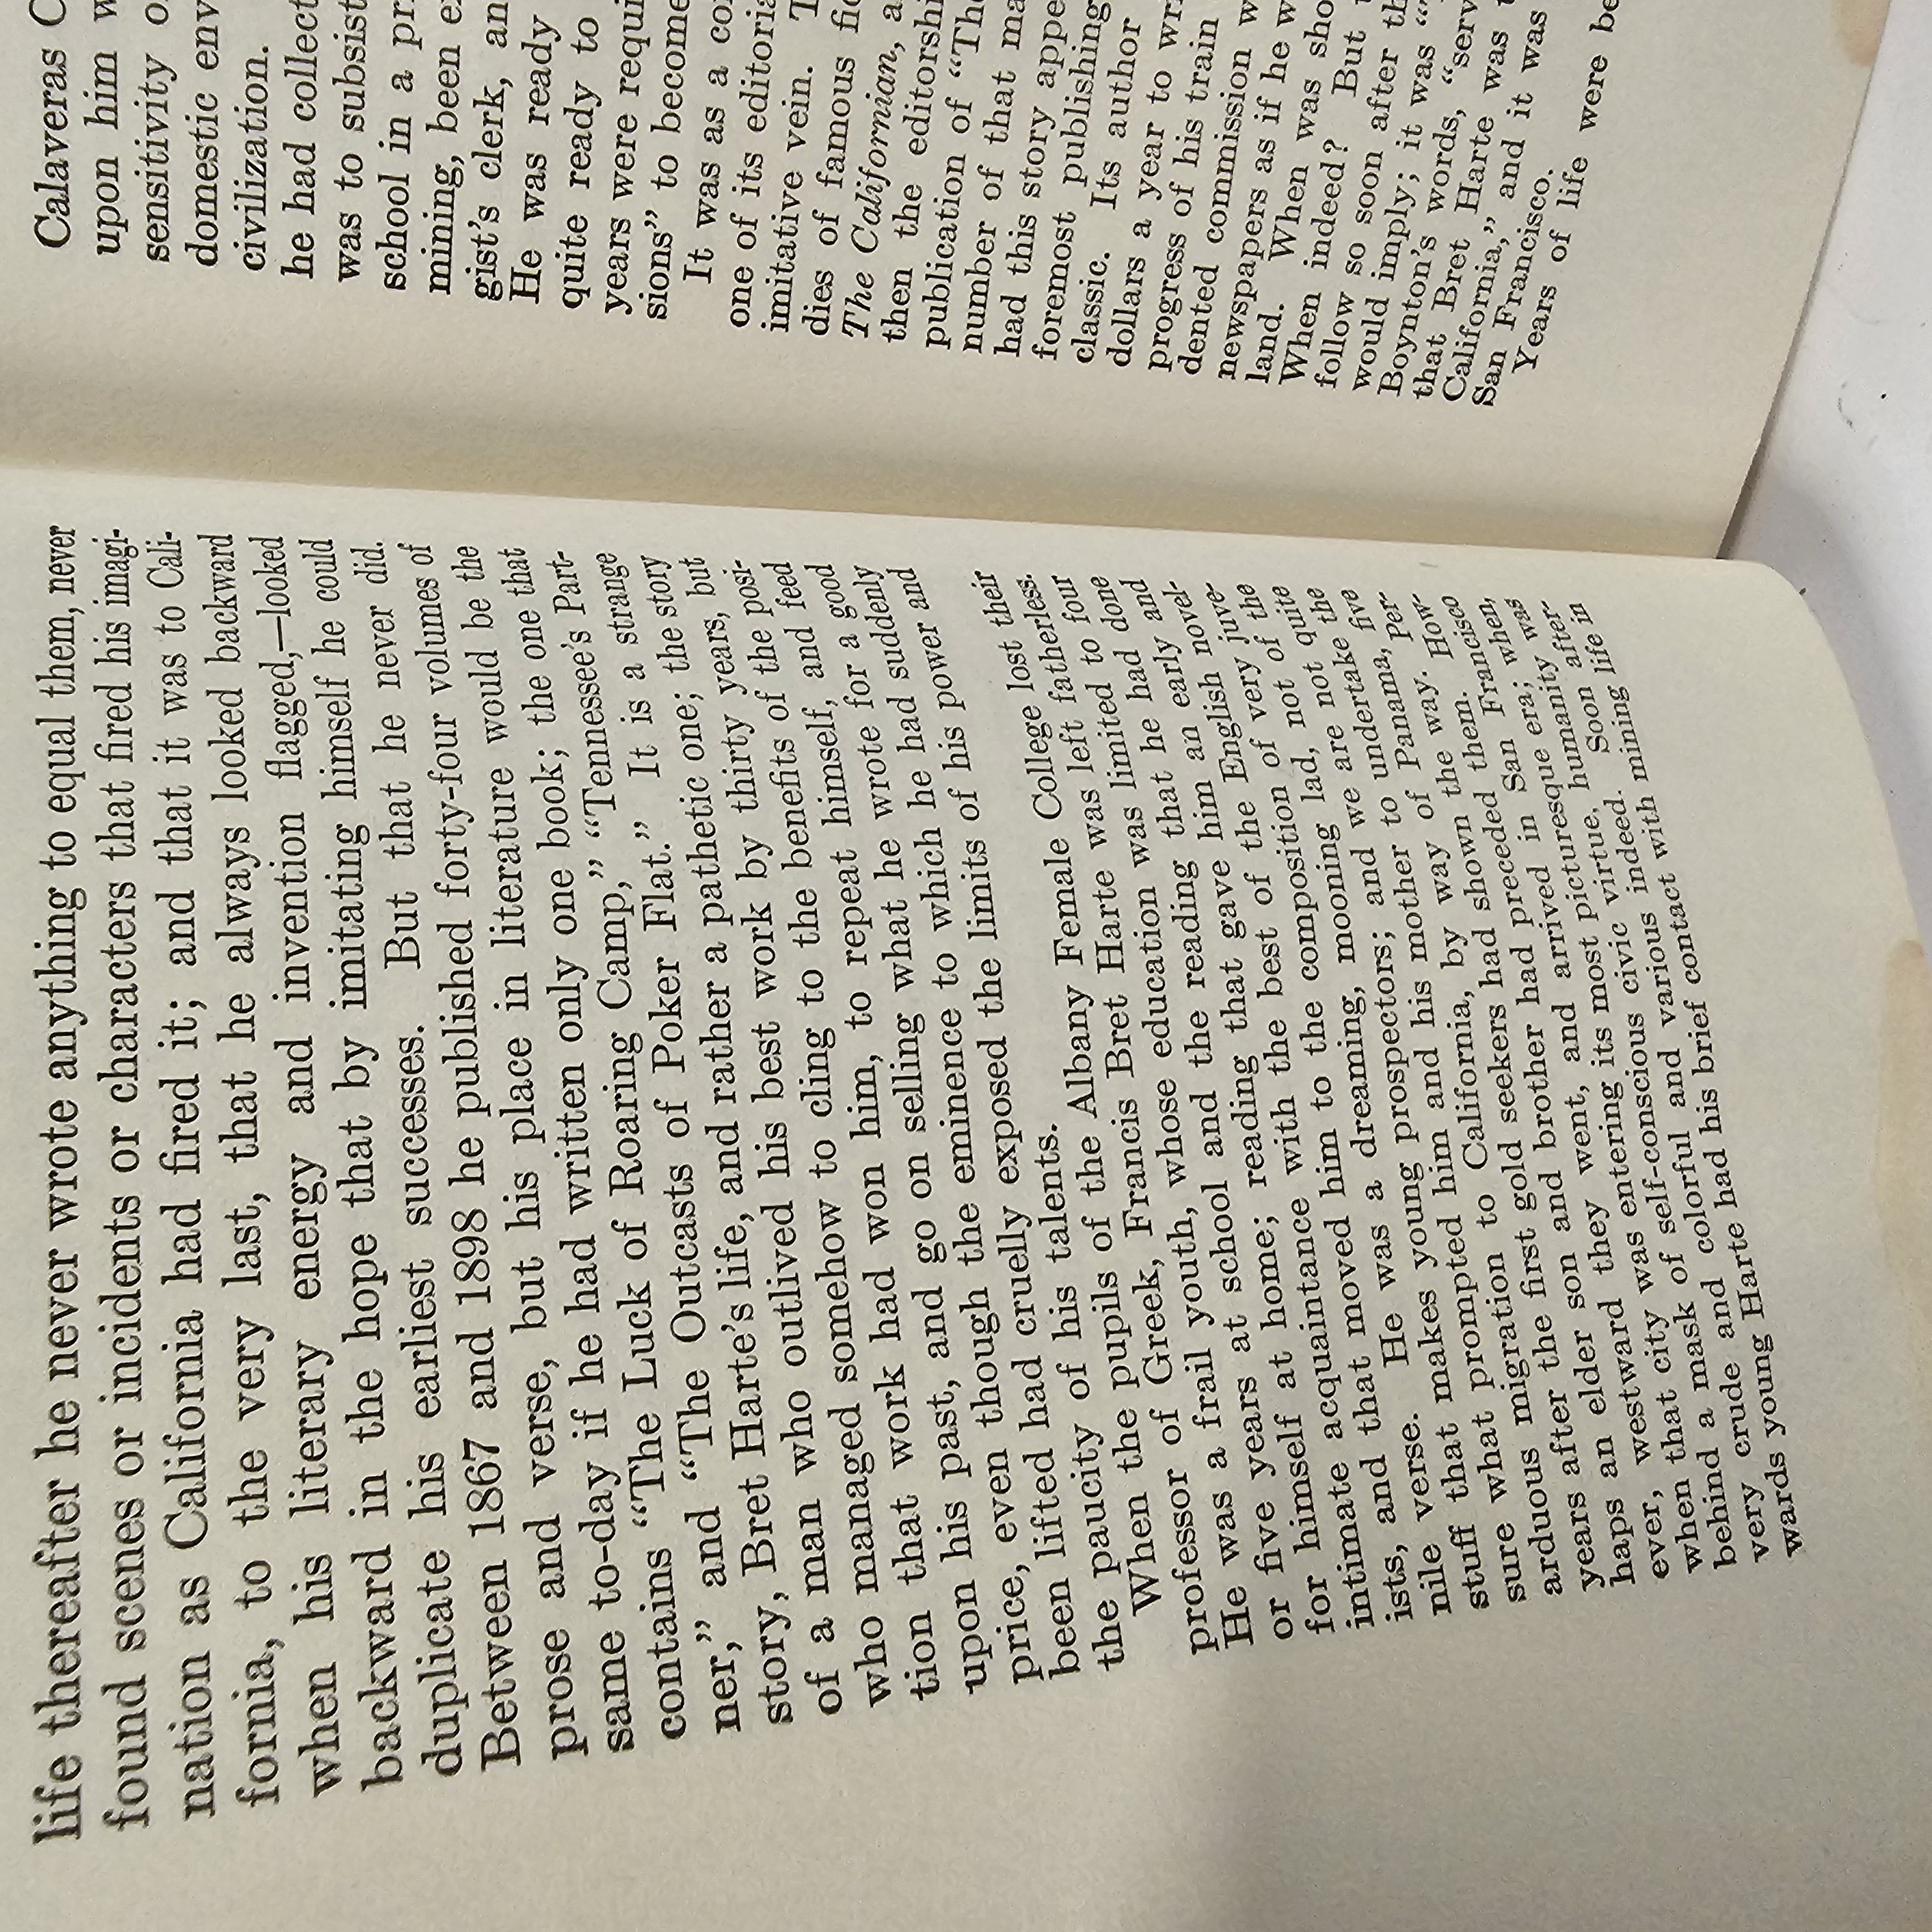 life thereafter he never wrote anything to equal them, never
found scenes or incidents or characters that fired his imagi-
nation as California had fired it; and that it was to Cali-
fornia, to the very last, that he always looked backward
when his literary energy and invention flagged,—looked
backward in the hope that by imitating himself he could
duplicate his earliest successes. But that he never did.
Between 1867 and 1898 he published forty-four volumes of
prose and verse, but his place in literature would be the
same to-day if he had written only one book; the one that
contains “The Luck of Roaring Camp,” “Tennessee’s Part-
ner,” and “The Outcasts of Poker Flat.” It is a strange
story, Bret Harte’s life, and rather a pathetic one; the story
of a man who outlived his best work by thirty years, but
who managed somehow to cling to the benefits of the posi-
tion that work had won him, to repeat himself, and feed
upon his past, and go on selling what he wrote for a good
price, even though the eminence to which he had suddenly
been lifted had cruelly exposed the limits of his power and
the paucity of his talents.
When the pupils of the Albany Female College lost their
professor of Greek, Francis Bret Harte was left fatherless.
He was a frail youth, whose education was limited to four
or five years at school and the reading that he had done
for himself at home; reading that gave him an early and
intimate acquaintance with the best of the English novel-
ists, and that moved him to the composition of very juve-
nile verse. He was a dreaming, mooning lad, not of the
stuff that makes young prospectors; and we are not quite
sure what prompted him and his mother to undertake the
arduous migration to California, by way of Panama, five
years after the first gold seekers had shown the way. Per-
haps an elder son and brother had preceded them. How-
ever, westward they went, and arrived in San Francisco
when that city was entering its most picturesque era; when,
behind a mask of self-conscious civic virtue, humanity was
very crude and colorful and various indeed. Soon after-
wards young Harte had his brief contact with mining life in
Calaveras C
upon him w
sensitivity o
domestic env
civilization.
he had collect
was to subsist
school in a pr
mining, been e
gist’s clerk, an
He was ready
quite ready to
years were requi
sions” to become
It was as a co
one of its editoria
imitative vein. T
dies of famous fic
The Californian, a
then the editorshi
publication of “The
number of that ma
had this story appe
foremost publishing
classic. Its author
dollars a year to wri
progress of his train
dented commission w
newspapers as if he w
land. When was sho
When indeed? But t
follow so soon after th
would imply; it was “
Boynton’s words, “serv
that Bret Harte was t
California,” and it was
San Francisco.
Years of life were be